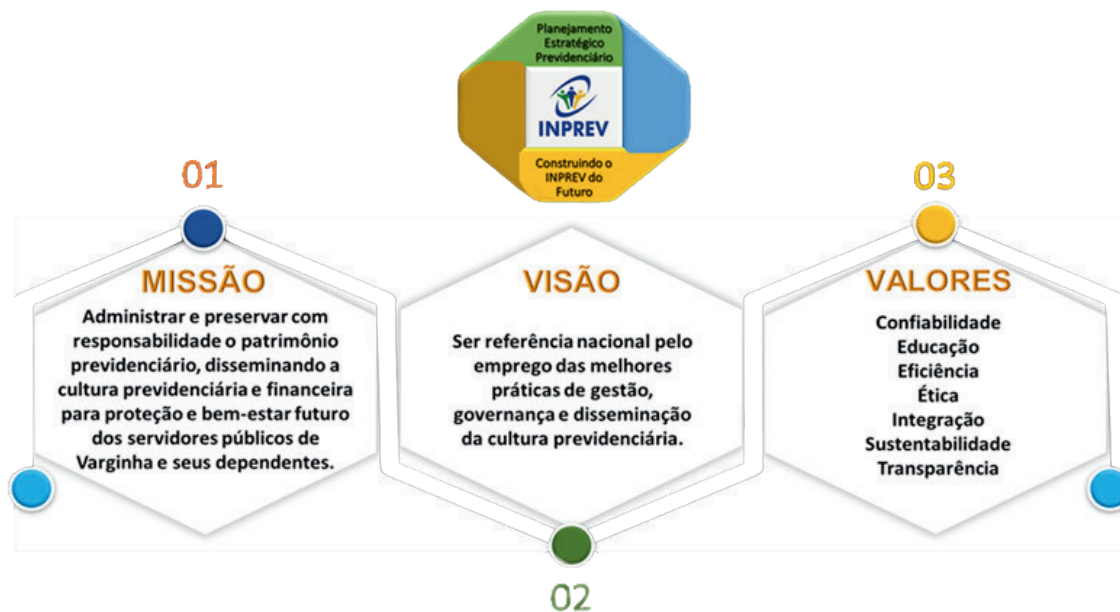 Planejamento
Estratégico
Previdenciário
INPREV
Construindo o
INPREV do
Futuro
01
MISSÃO
Administrar e preservar com
responsabilidade o patrimônio
previdenciário, disseminando a
cultura previdenciária e financeira
para proteção e bem-estar futuro
dos servidores públicos de
Varginha e seus dependentes.
VISÃO
Ser referência nacional pelo
emprego das melhores
práticas de gestão,
governança e disseminação
da cultura previdenciária.
02
03
VALORES
Confiabilidade
Educação
Eficiência
Ética
Integração
Sustentabilidade
Transparência